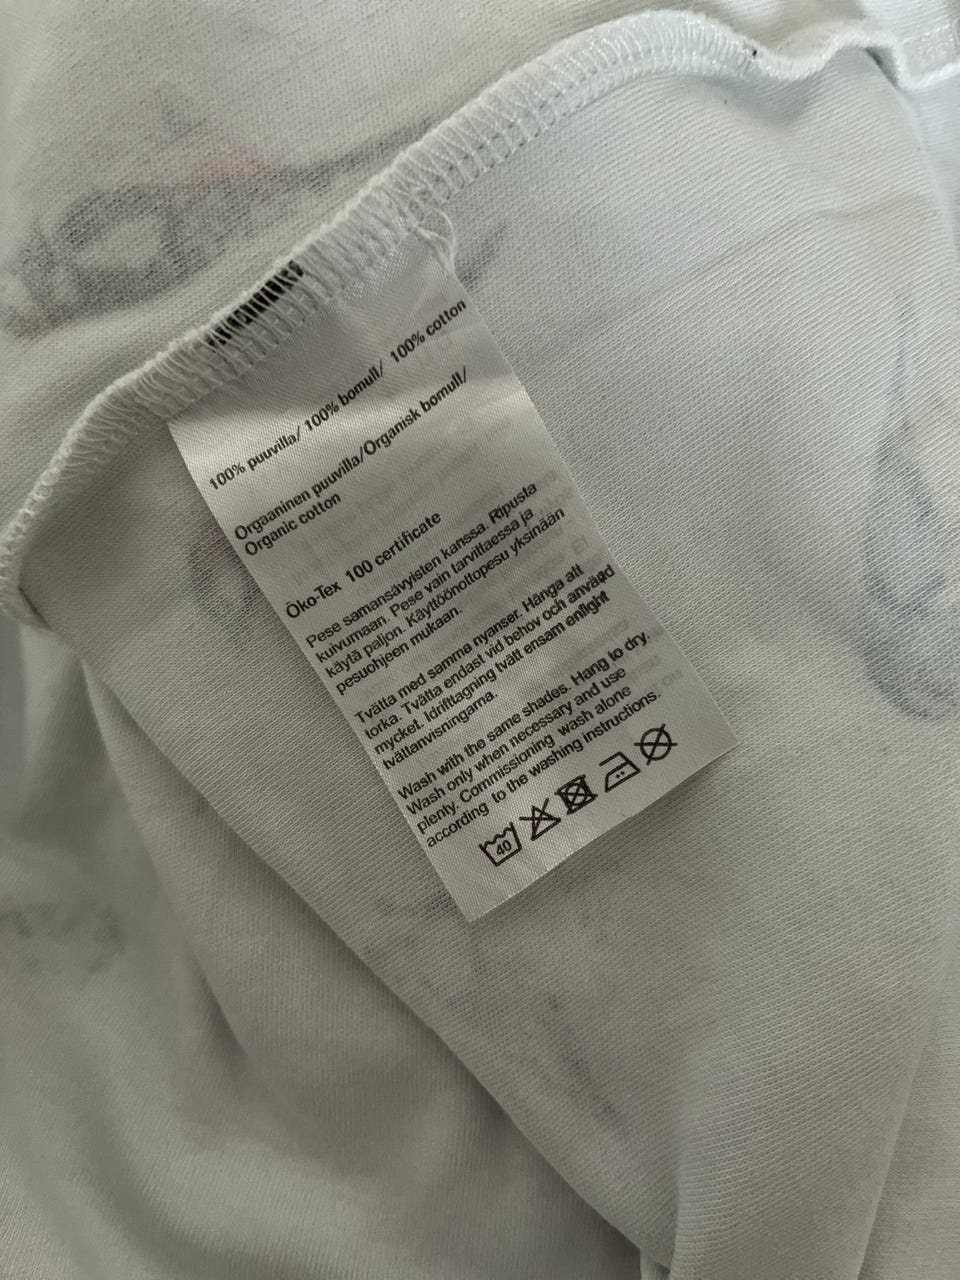 100% puuvilla/ 100% bomull/ 100% cotton
Orgaaninen puuvilla/Organisk bomull/
Organic cotton
Öko-Tex 100 certificate
Pese samansävyisten kanssa. Ripusta
kuivumaan. Pese vain tarvittaessa ja
käytä paljon. Käyttöönottopesu yksinään
pesuohjeen mukaan.
Tvätta med samma nyanser. Hänga att
torka. Tvätta endast vid behov och använd
mycket. Idrifttagning tvätt ensam enlight
tvättanvisningarna.
Wash with the same shades. Hang to dry.
Wash only when necessary and use
plenty. Commissioning wash alone
according to the washing instructions.
40